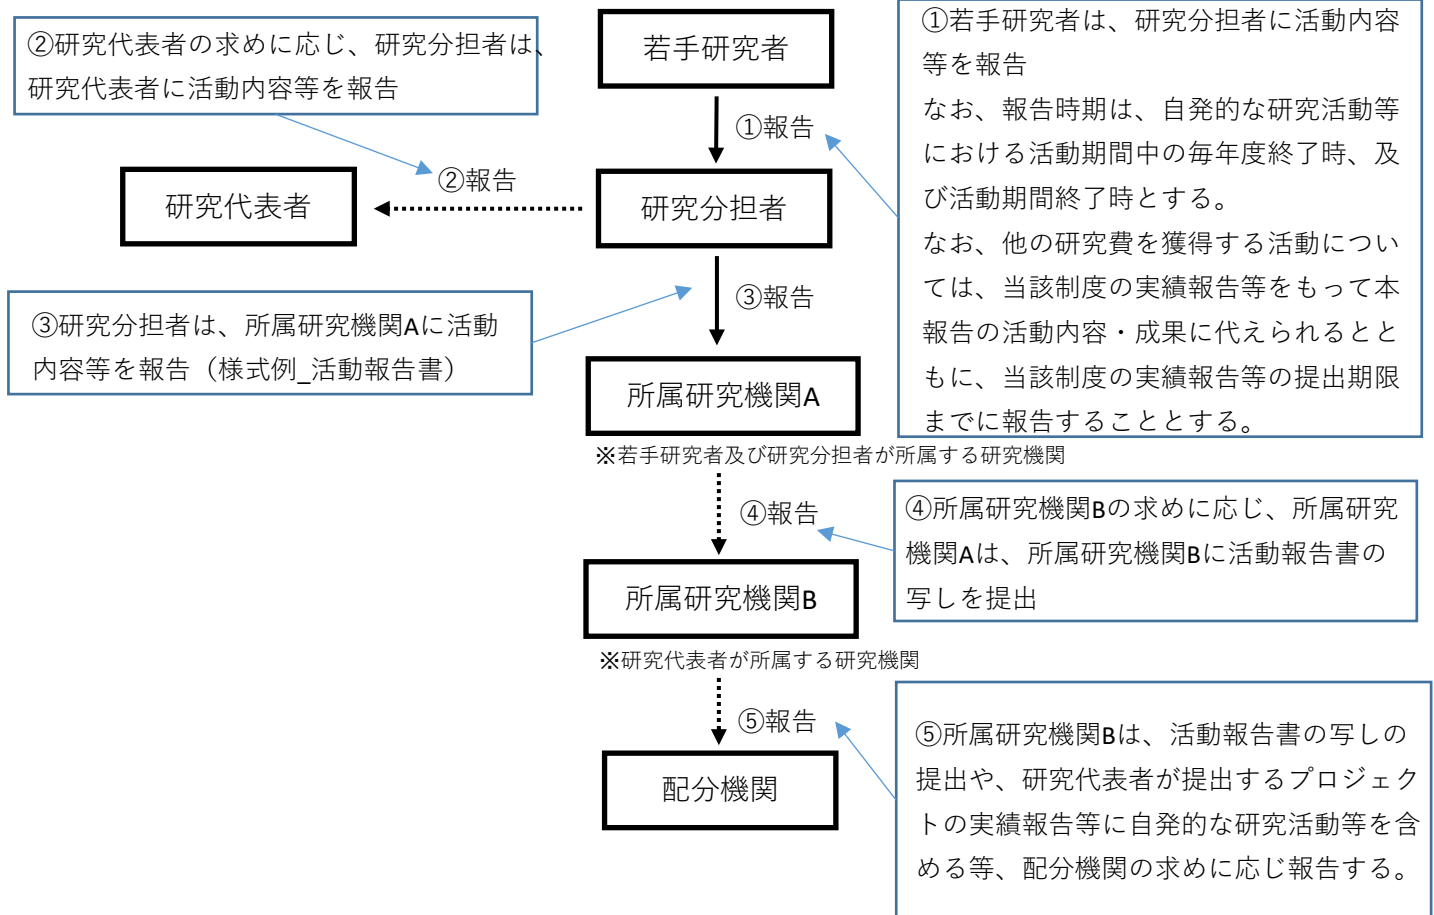 ②研究代表者の求めに応じ、研究分担者は、
研究代表者に活動内容等を報告
若手研究者
①若手研究者は、研究分担者に活動内容
等を報告
なお、報告時期は、自発的な研究活動等
における活動期間中の毎年度終了時、及
び活動期間終了時とする。
なお、他の研究費を獲得する活動につい
ては、当該制度の実績報告等をもって本
報告の活動内容・成果に代えられるとと
もに、当該制度の実績報告等の提出期限
までに報告することとする。
①報告
②報告
研究代表者
研究分担者
③報告
③研究分担者は、所属研究機関Aに活動
内容等を報告（様式例_活動報告書）
所属研究機関A
※若手研究者及び研究分担者が所属する研究機関
④報告
④所属研究機関Bの求めに応じ、所属研究
機関Aは、所属研究機関Bに活動報告書の
写しを提出
所属研究機関B
※研究代表者が所属する研究機関
⑤報告
⑤所属研究機関Bは、活動報告書の写しの
提出や、研究代表者が提出するプロジェク
トの実績報告等に自発的な研究活動等を含
める等、配分機関の求めに応じ報告する。
配分機関